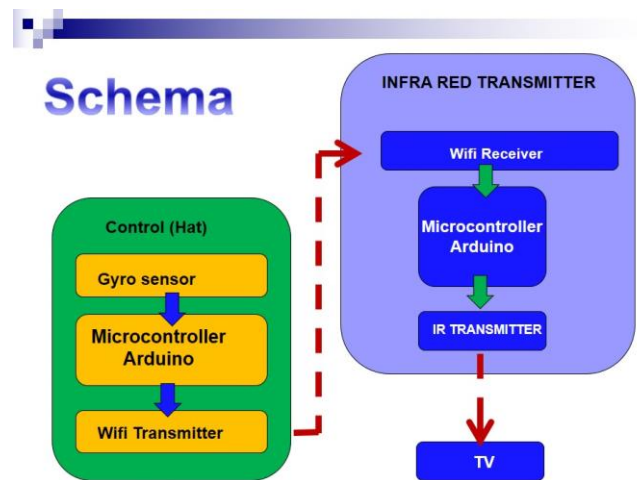 Schema
Control (Hat)
Gyro sensor
Microcontroller
Arduino
Wifi Transmitter
INFRA RED TRANSMITTER
Wifi Receiver
Microcontroller
Arduino
IR TRANSMITTER
TV